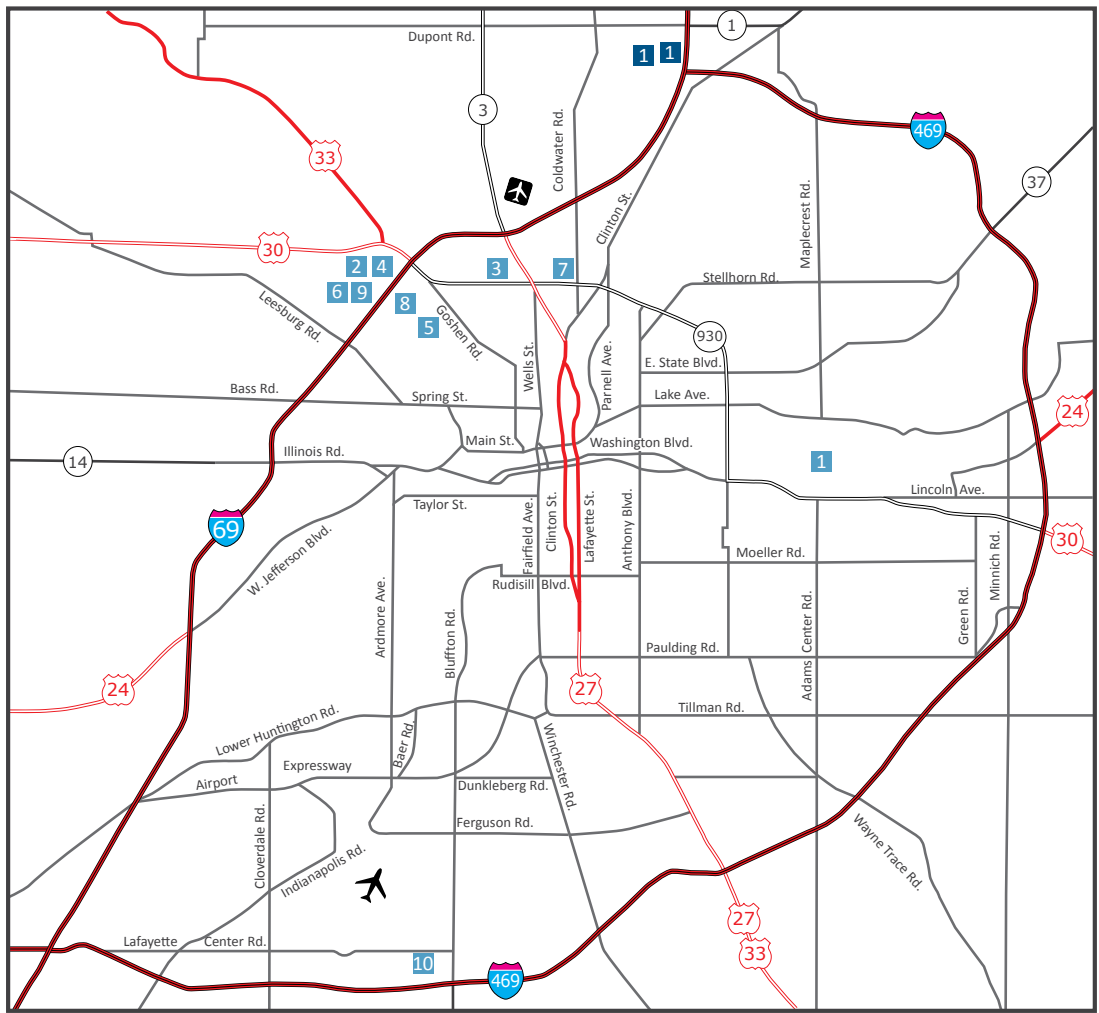 Dupont Rd.
1
1
1
3
469
33
Coldwater Rd.
37
Clinton St.
Maplecrest Rd.
30
2
4
3
7
Stellhorn Rd.
6
9
8
Leesburg Rd.
5
Goshen Rd.
930
Wells St.
Parnell Ave.
E. State Blvd.
Bass Rd.
Spring St.
Lake Ave.
24
Main St.
Washington Blvd.
14
Illinois Rd.
1
Lincoln Ave.
Taylor St.
Fairfield Ave.
Clinton St.
Lafayette St.
Anthony Blvd.
69
30
W. Jefferson Blvd.
Moeller Rd.
Minnich Rd.
Rudisill Blvd.
Ardmore Ave.
Bluffton Rd.
Green Rd.
Adams Center Rd.
Paulding Rd.
24
27
Tillman Rd.
Lower Huntington Rd.
Baer Rd.
Winchester Rd.
Expressway
Airport
Dunkleberg Rd.
Cloverdale Rd.
Ferguson Rd.
Wayne Trace Rd.
Indianapolis Rd.
27
Lafayette Center Rd.
33
10
469